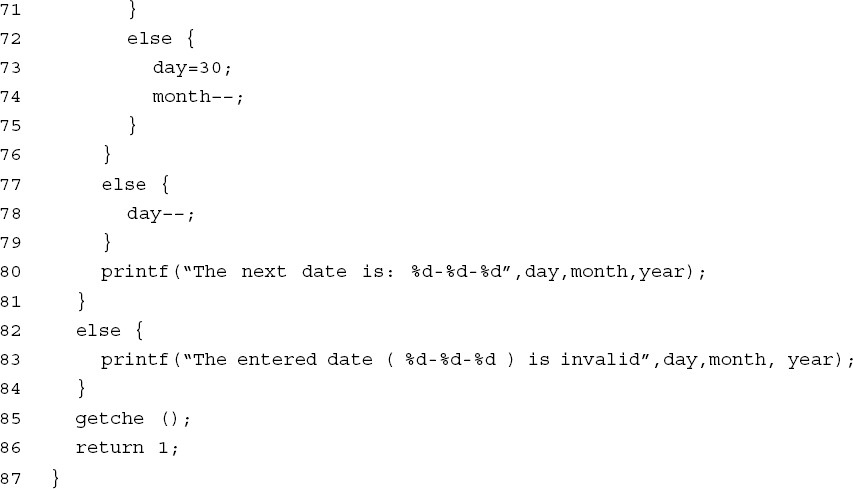 71 }
72 else {
73 day=30;
74 month--;
75 }
76 }
77 else {
78 day--;
79 }
80 printf(“The next date is: %d-%d-%d”,day,month,year);
81 }
82 else {
83 printf(“The entered date ( %d-%d-%d ) is invalid”,day,month, year);
84 }
85 getche ();
86 return 1;
87 }